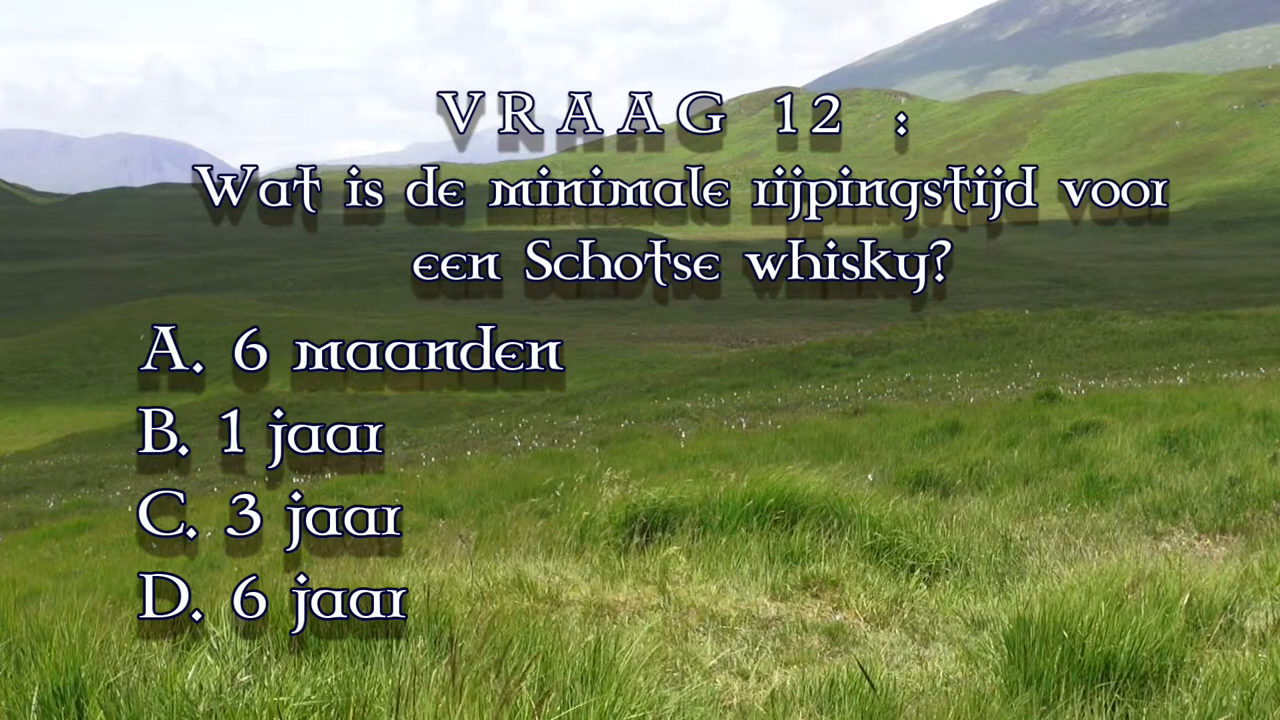 VRAAG 12 :
Wat is de minimale rijpingstijd voor
een Schotse whisky?
A. 6 maanden
B. 1 jaar
C. 3 jaar
D. 6 jaar